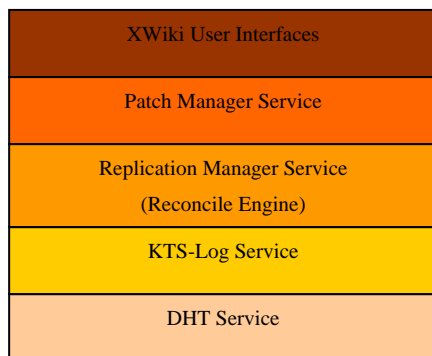 XWiki User Interfaces
Patch Manager Service
Replication Manager Service
(Reconcile Engine)
KTS-Log Service
DHT Service